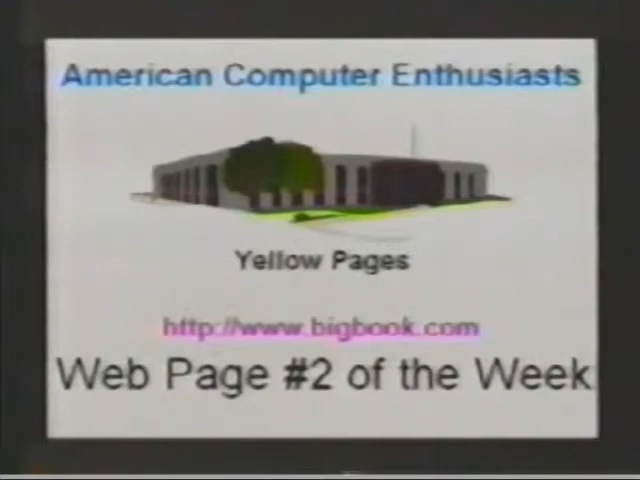 American Computer Enthusiasts
Yellow Pages
http://www.bigbook.com
Web Page #2 of the Week